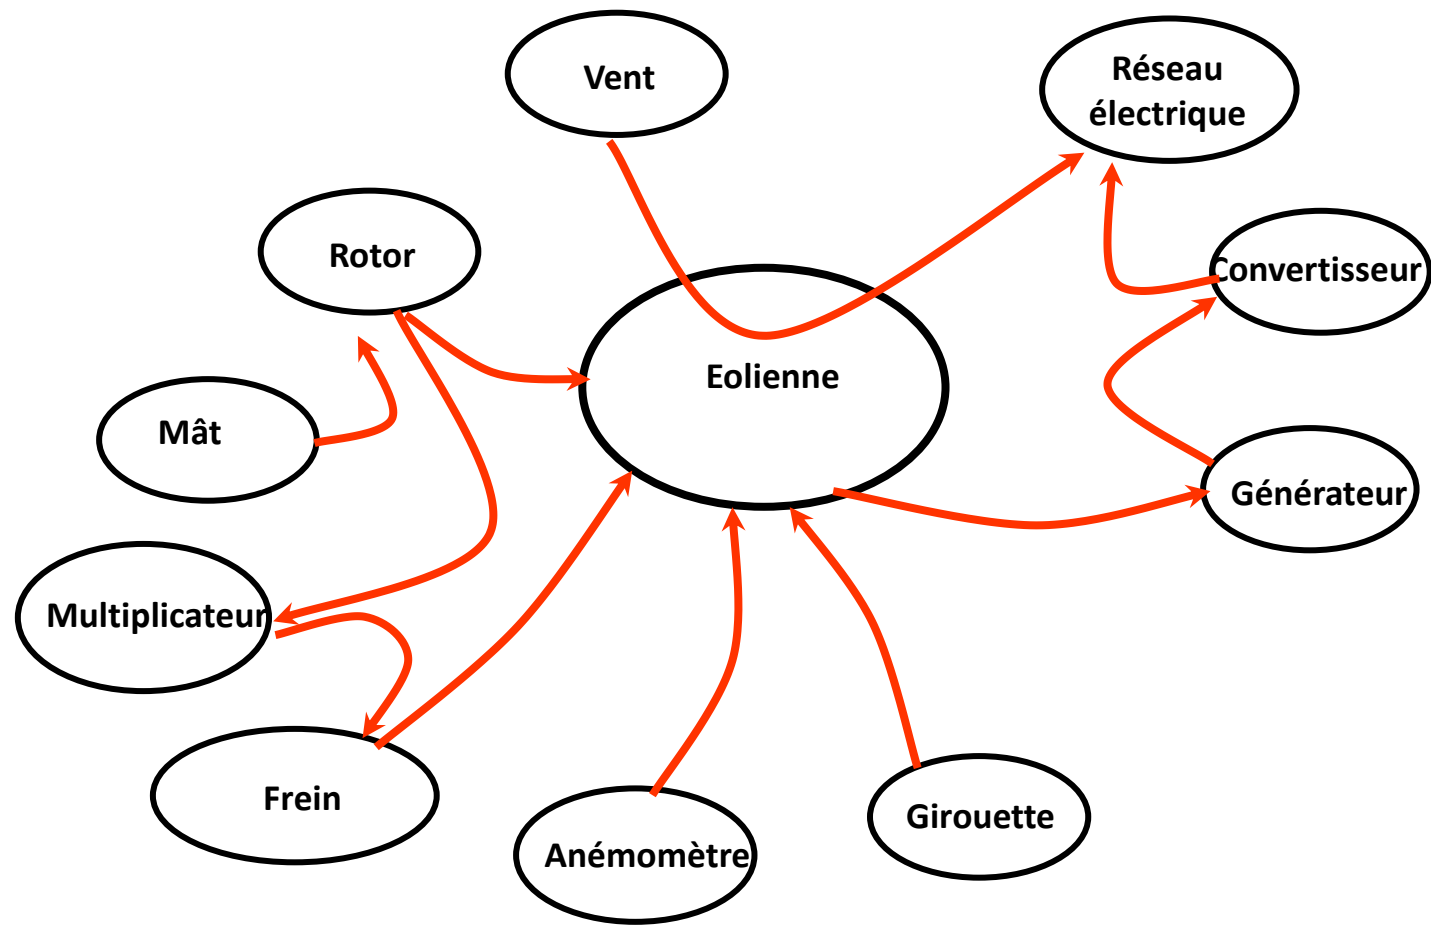 Vent
Réseau
électrique
Rotor
Convertisseur
Eolienne
Mât
Générateur
Multiplicateur
Frein
Girouette
Anémomètre